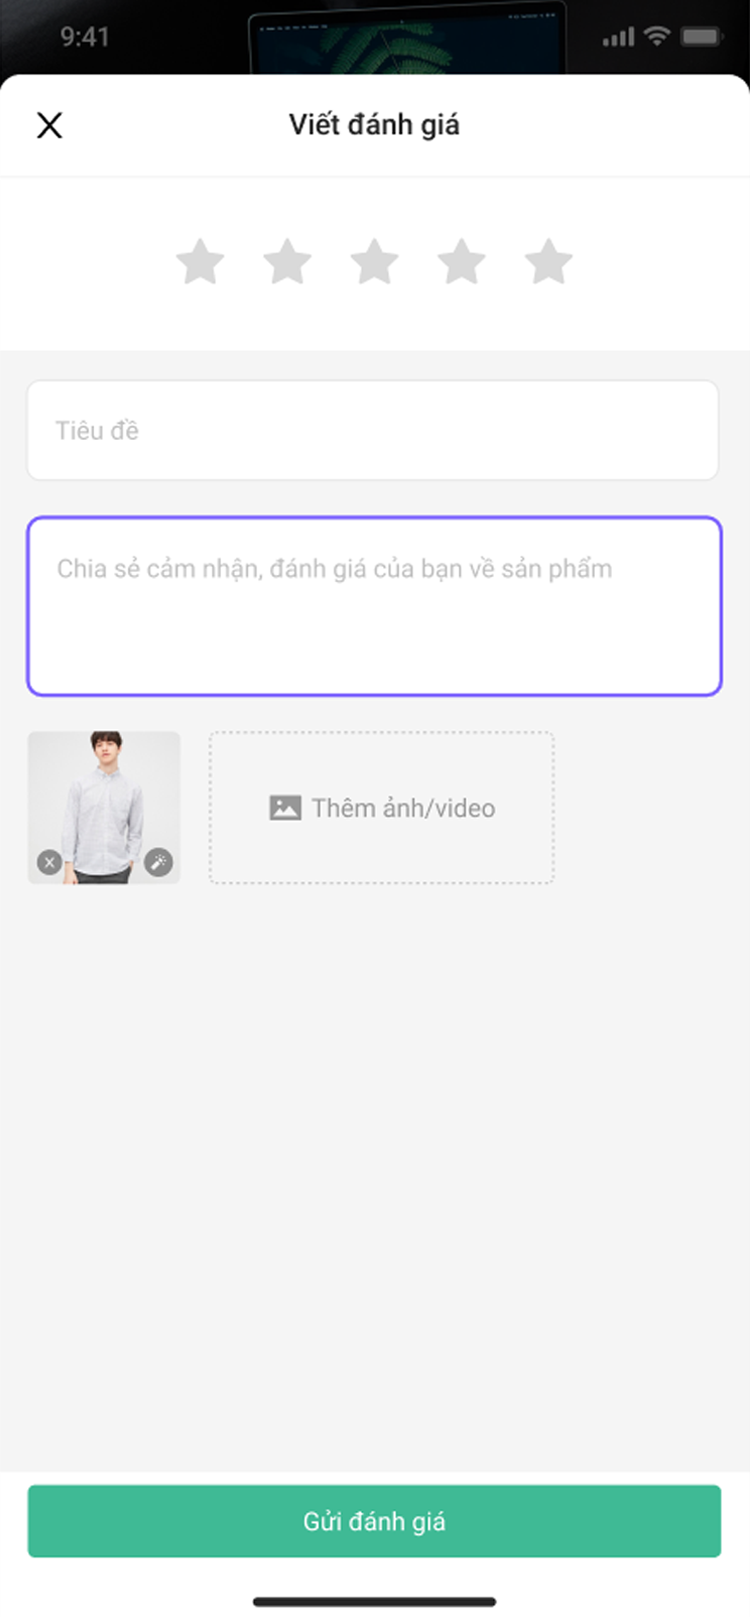 9:41
Viết đánh giá
Tiêu đề
Chia sẻ cảm nhận, đánh giá của bạn về sản phẩm
Thêm ảnh/video
Gửi đánh giá